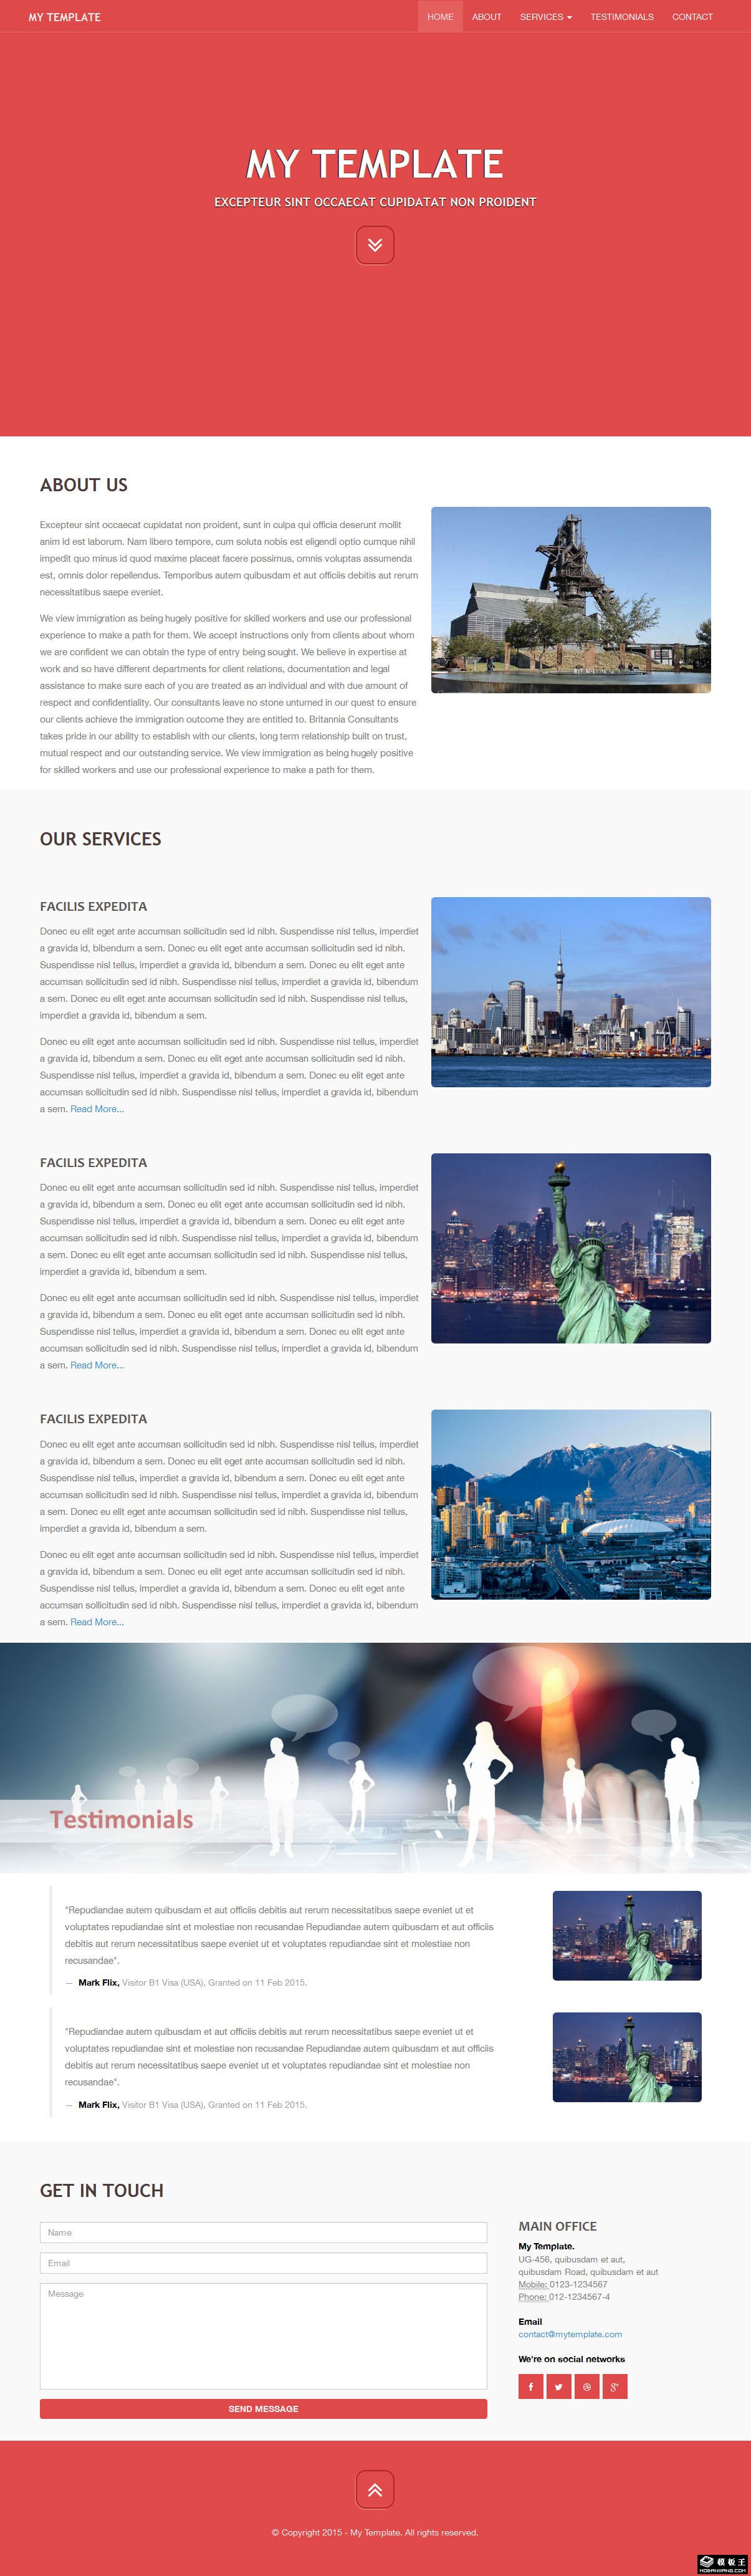 MY TEMPLATE
HOME ABOUT SERVICES TESTIMONIALS CONTACT
MY TEMPLATE
EXCEPTEUR SINT OCCAECAT CUPIDATAT NON PROIDENT
ABOUT US
Excepteur sint occaecat cupidatat non proident, sunt in culpa qui officia deserunt mollit
anim id est laborum. Nam libero tempore, cum soluta nobis est eligendi optio cumque nihil
impedit quo minus id quod maxime placeat facere possimus, omnis voluptas assumenda
est, omnis dolor repellendus. Temporibus autem quibusdam et aut officiis debitis aut rerum
necessitatibus saepe eveniet.
We view immigration as being hugely positive for skilled workers and use our professional
experience to make a path for them. We accept instructions only from clients about whom
we are confident we can obtain the type of entry being sought. We believe in expertise at
work and so have different departments for client relations, documentation and legal
assistance to make sure each of you are treated as an individual and with due amount of
respect and confidentiality. Our consultants leave no stone unturned in our quest to ensure
our clients achieve the immigration outcome they are entitled to. Britannia Consultants
takes pride in our ability to establish with our clients, long term relationship built on trust,
mutual respect and our outstanding service. We view immigration as being hugely positive
for skilled workers and use our professional experience to make a path for them.
OUR SERVICES
FACILIS EXPEDITA
Donec eu elit eget ante accumsan sollicitudin sed id nibh. Suspendisse nisl tellus, imperdiet
a gravida id, bibendum a sem. Donec eu elit eget ante accumsan sollicitudin sed id nibh.
Suspendisse nisl tellus, imperdiet a gravida id, bibendum a sem. Donec eu elit eget ante
accumsan sollicitudin sed id nibh. Suspendisse nisl tellus, imperdiet a gravida id, bibendum
a sem. Donec eu elit eget ante accumsan sollicitudin sed id nibh. Suspendisse nisl tellus,
imperdiet a gravida id, bibendum a sem.
Donec eu elit eget ante accumsan sollicitudin sed id nibh. Suspendisse nisl tellus, imperdiet
a gravida id, bibendum a sem. Donec eu elit eget ante accumsan sollicitudin sed id nibh.
Suspendisse nisl tellus, imperdiet a gravida id, bibendum a sem. Donec eu elit eget ante
accumsan sollicitudin sed id nibh. Suspendisse nisl tellus, imperdiet a gravida id, bibendum
a sem. Read More...
FACILIS EXPEDITA
Donec eu elit eget ante accumsan sollicitudin sed id nibh. Suspendisse nisl tellus, imperdiet
a gravida id, bibendum a sem. Donec eu elit eget ante accumsan sollicitudin sed id nibh.
Suspendisse nisl tellus, imperdiet a gravida id, bibendum a sem. Donec eu elit eget ante
accumsan sollicitudin sed id nibh. Suspendisse nisl tellus, imperdiet a gravida id, bibendum
a sem. Donec eu elit eget ante accumsan sollicitudin sed id nibh. Suspendisse nisl tellus,
imperdiet a gravida id, bibendum a sem.
Donec eu elit eget ante accumsan sollicitudin sed id nibh. Suspendisse nisl tellus, imperdiet
a gravida id, bibendum a sem. Donec eu elit eget ante accumsan sollicitudin sed id nibh.
Suspendisse nisl tellus, imperdiet a gravida id, bibendum a sem. Donec eu elit eget ante
accumsan sollicitudin sed id nibh. Suspendisse nisl tellus, imperdiet a gravida id, bibendum
a sem. Read More...
FACILIS EXPEDITA
Donec eu elit eget ante accumsan sollicitudin sed id nibh. Suspendisse nisl tellus, imperdiet
a gravida id, bibendum a sem. Donec eu elit eget ante accumsan sollicitudin sed id nibh.
Suspendisse nisl tellus, imperdiet a gravida id, bibendum a sem. Donec eu elit eget ante
accumsan sollicitudin sed id nibh. Suspendisse nisl tellus, imperdiet a gravida id, bibendum
a sem. Donec eu elit eget ante accumsan sollicitudin sed id nibh. Suspendisse nisl tellus,
imperdiet a gravida id, bibendum a sem.
Donec eu elit eget ante accumsan sollicitudin sed id nibh. Suspendisse nisl tellus, imperdiet
a gravida id, bibendum a sem. Donec eu elit eget ante accumsan sollicitudin sed id nibh.
Suspendisse nisl tellus, imperdiet a gravida id, bibendum a sem. Donec eu elit eget ante
accumsan sollicitudin sed id nibh. Suspendisse nisl tellus, imperdiet a gravida id, bibendum
a sem. Read More...
Testimonials
"Repudiandae autem quibusdam et aut officiis debitis aut rerum necessitatibus saepe eveniet ut et
voluptates repudiandae sint et molestiae non recusandae Repudiandae autem quibusdam et aut officiis
debitis aut rerum necessitatibus saepe eveniet ut et voluptates repudiandae sint et molestiae non
recusandae".
— Mark Flix, Visitor B1 Visa (USA), Granted on 11 Feb 2015.
"Repudiandae autem quibusdam et aut officiis debitis aut rerum necessitatibus saepe eveniet ut et
voluptates repudiandae sint et molestiae non recusandae Repudiandae autem quibusdam et aut officiis
debitis aut rerum necessitatibus saepe eveniet ut et voluptates repudiandae sint et molestiae non
recusandae".
— Mark Flix, Visitor B1 Visa (USA), Granted on 11 Feb 2015.
GET IN TOUCH
Name
Email
Message
SEND MESSAGE
MAIN OFFICE
My Template.
UG-456, quibusdam et aut,
quibusdam Road, quibusdam et aut
Mobile: 0123-1234567
Phone: 012-1234567-4
Email
contact@mytemplate.com
We're on social networks
© Copyright 2015 - My Template. All rights reserved.
模板王
MOBANWANG.COM